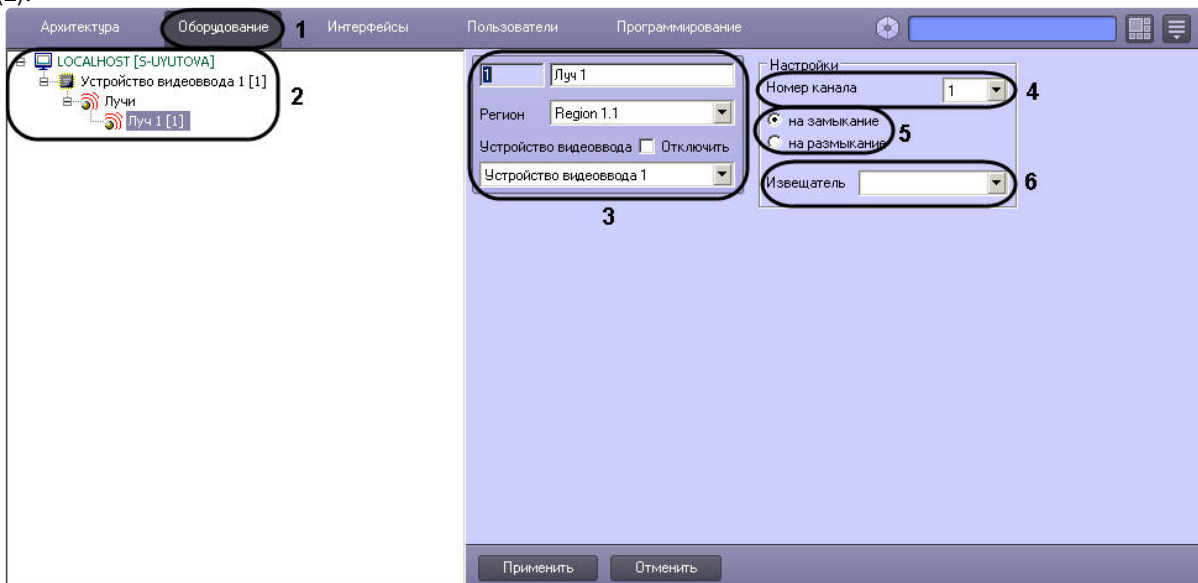 (2).
Архитектура Оборудование 1 Интерфейсы Пользователи Программирование
LOCALHOST [S-UYUTOVA]
Устройство видеоввода 1 [1]
Лучи
Луч 1 [1]
2
1 Луч 1
Регион Region 1.1
Устройство видеоввода Отключить
Устройство видеоввода 1
3
Настройки
Номер канала 1 4
на замыкание
на размыкание
5
Извещатель 6
Применить Отменить